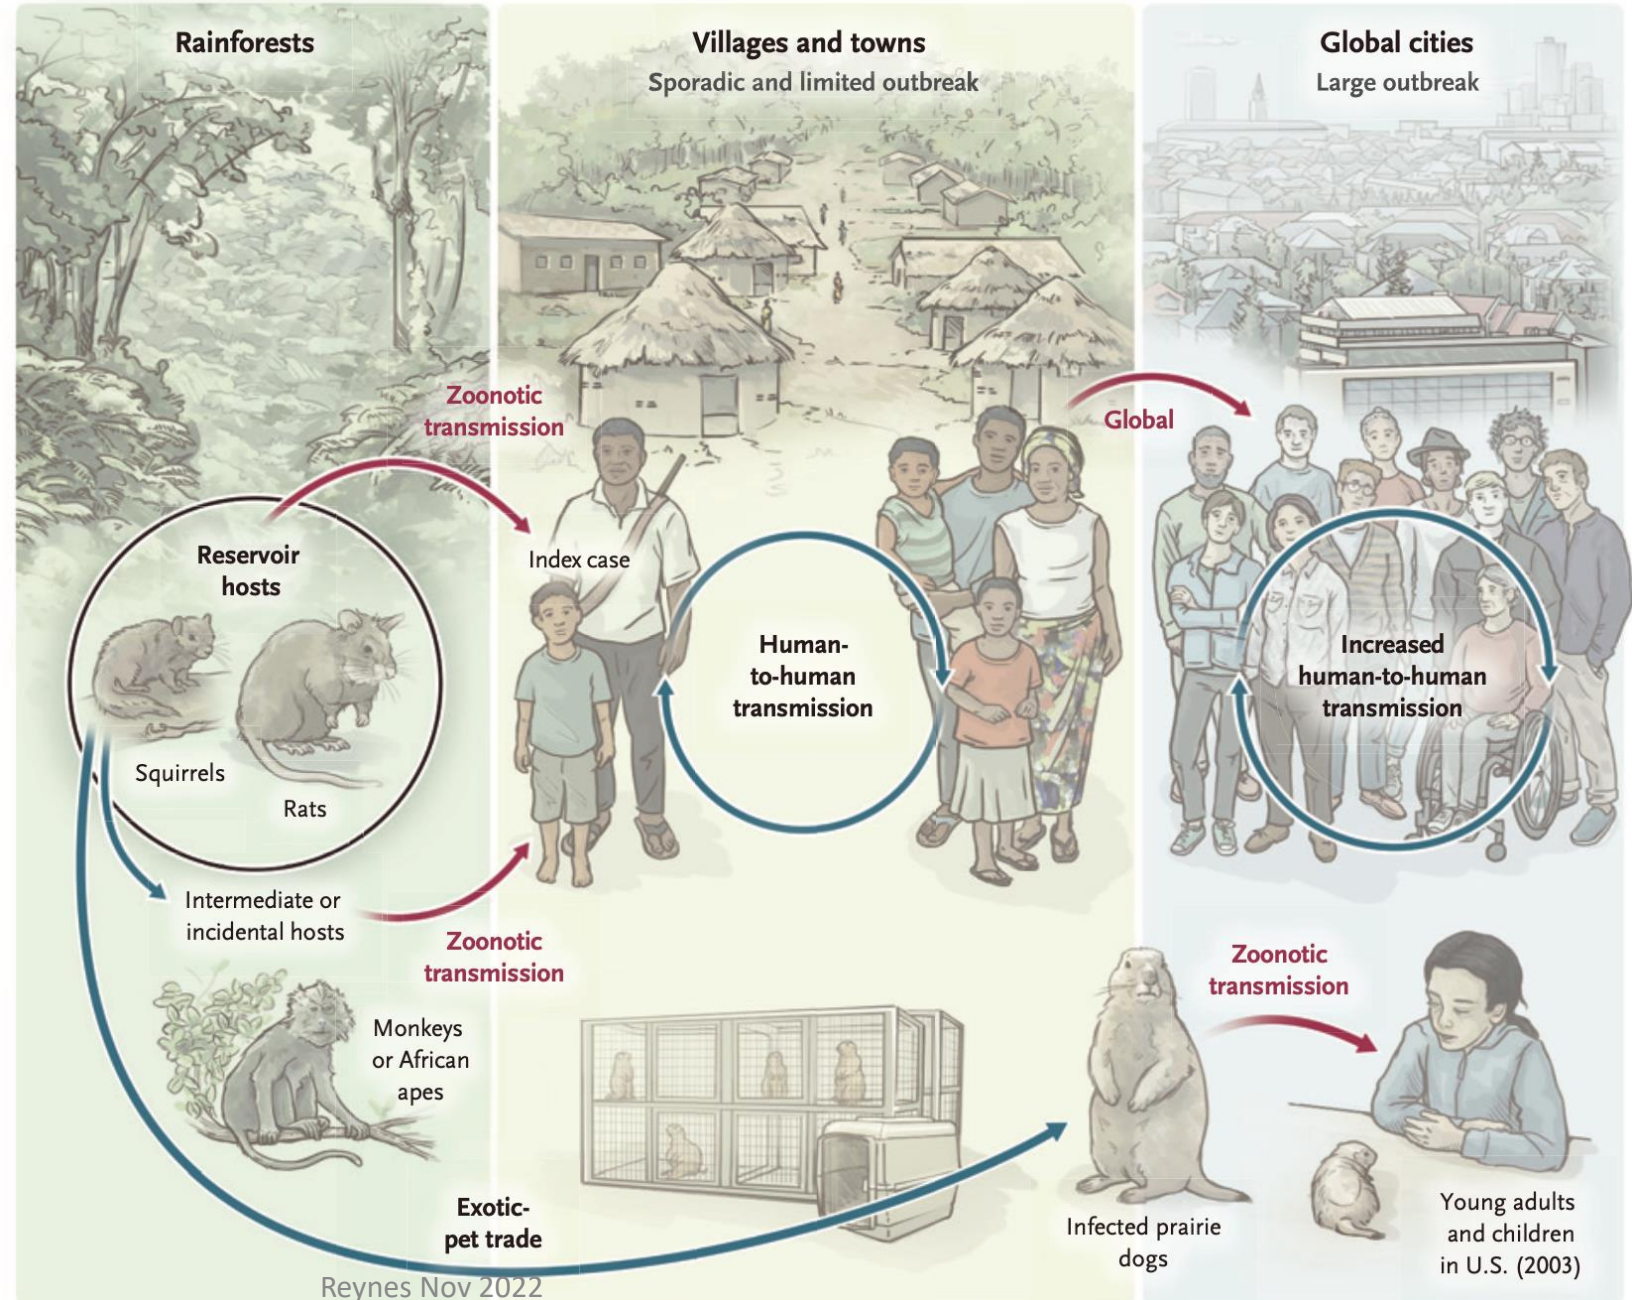 Rainforests
Villages and towns
Sporadic and limited outbreak
Global cities
Large outbreak
Zoonotic
transmission
Global
Reservoir
hosts
Index case
Human-
to-human
transmission
Increased
human-to-human
transmission
Squirrels
Rats
Intermediate or
incidental hosts
Zoonotic
transmission
Zoonotic
transmission
Monkeys
or African
apes
Exotic-
pet trade
Infected prairie
dogs
Young adults
and children
in U.S. (2003)
Reynes Nov 2022